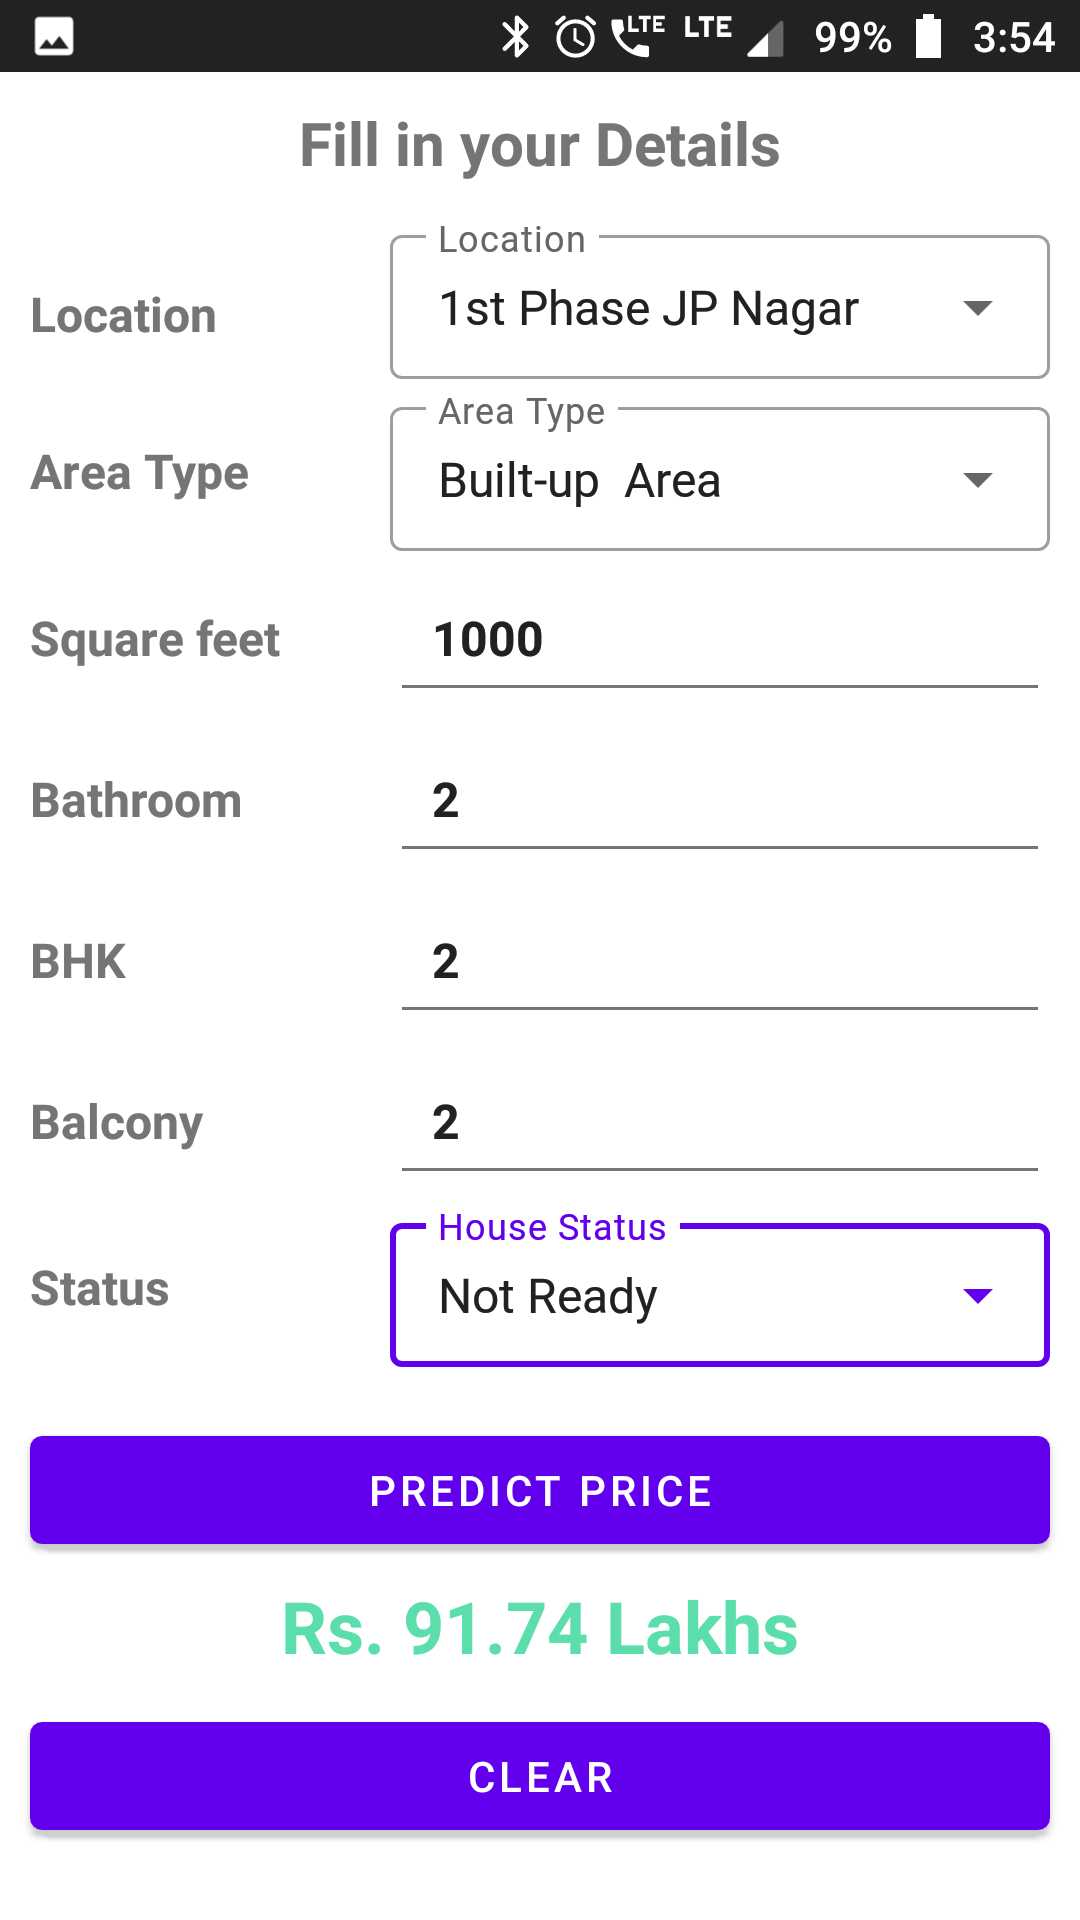 LTE LTE 99% 3:54
Fill in your Details
Location
Location
1st Phase JP Nagar
Area Type
Area Type
Built-up  Area
Square feet
1000
Bathroom
2
BHK
2
Balcony
2
House Status
Status
Not Ready
PREDICT PRICE
Rs. 91.74 Lakhs
CLEAR